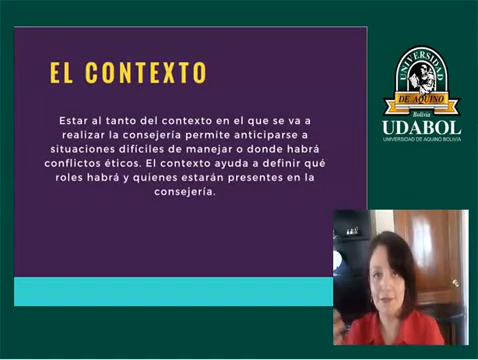 EL CONTEXTO
Estar al tanto del contexto en el que se va a
realizar la consejería permite anticiparse a
situaciones difíciles de manejar o donde habrá
conflictos éticos. El contexto ayuda a definir qué
roles habrá y quienes estarán presentes en la
consejería.
UNIVERSIDAD
DE AQUINO
Bolivia
UDABOL
UNIVERSIDAD DE AQUINO BOLIVIA